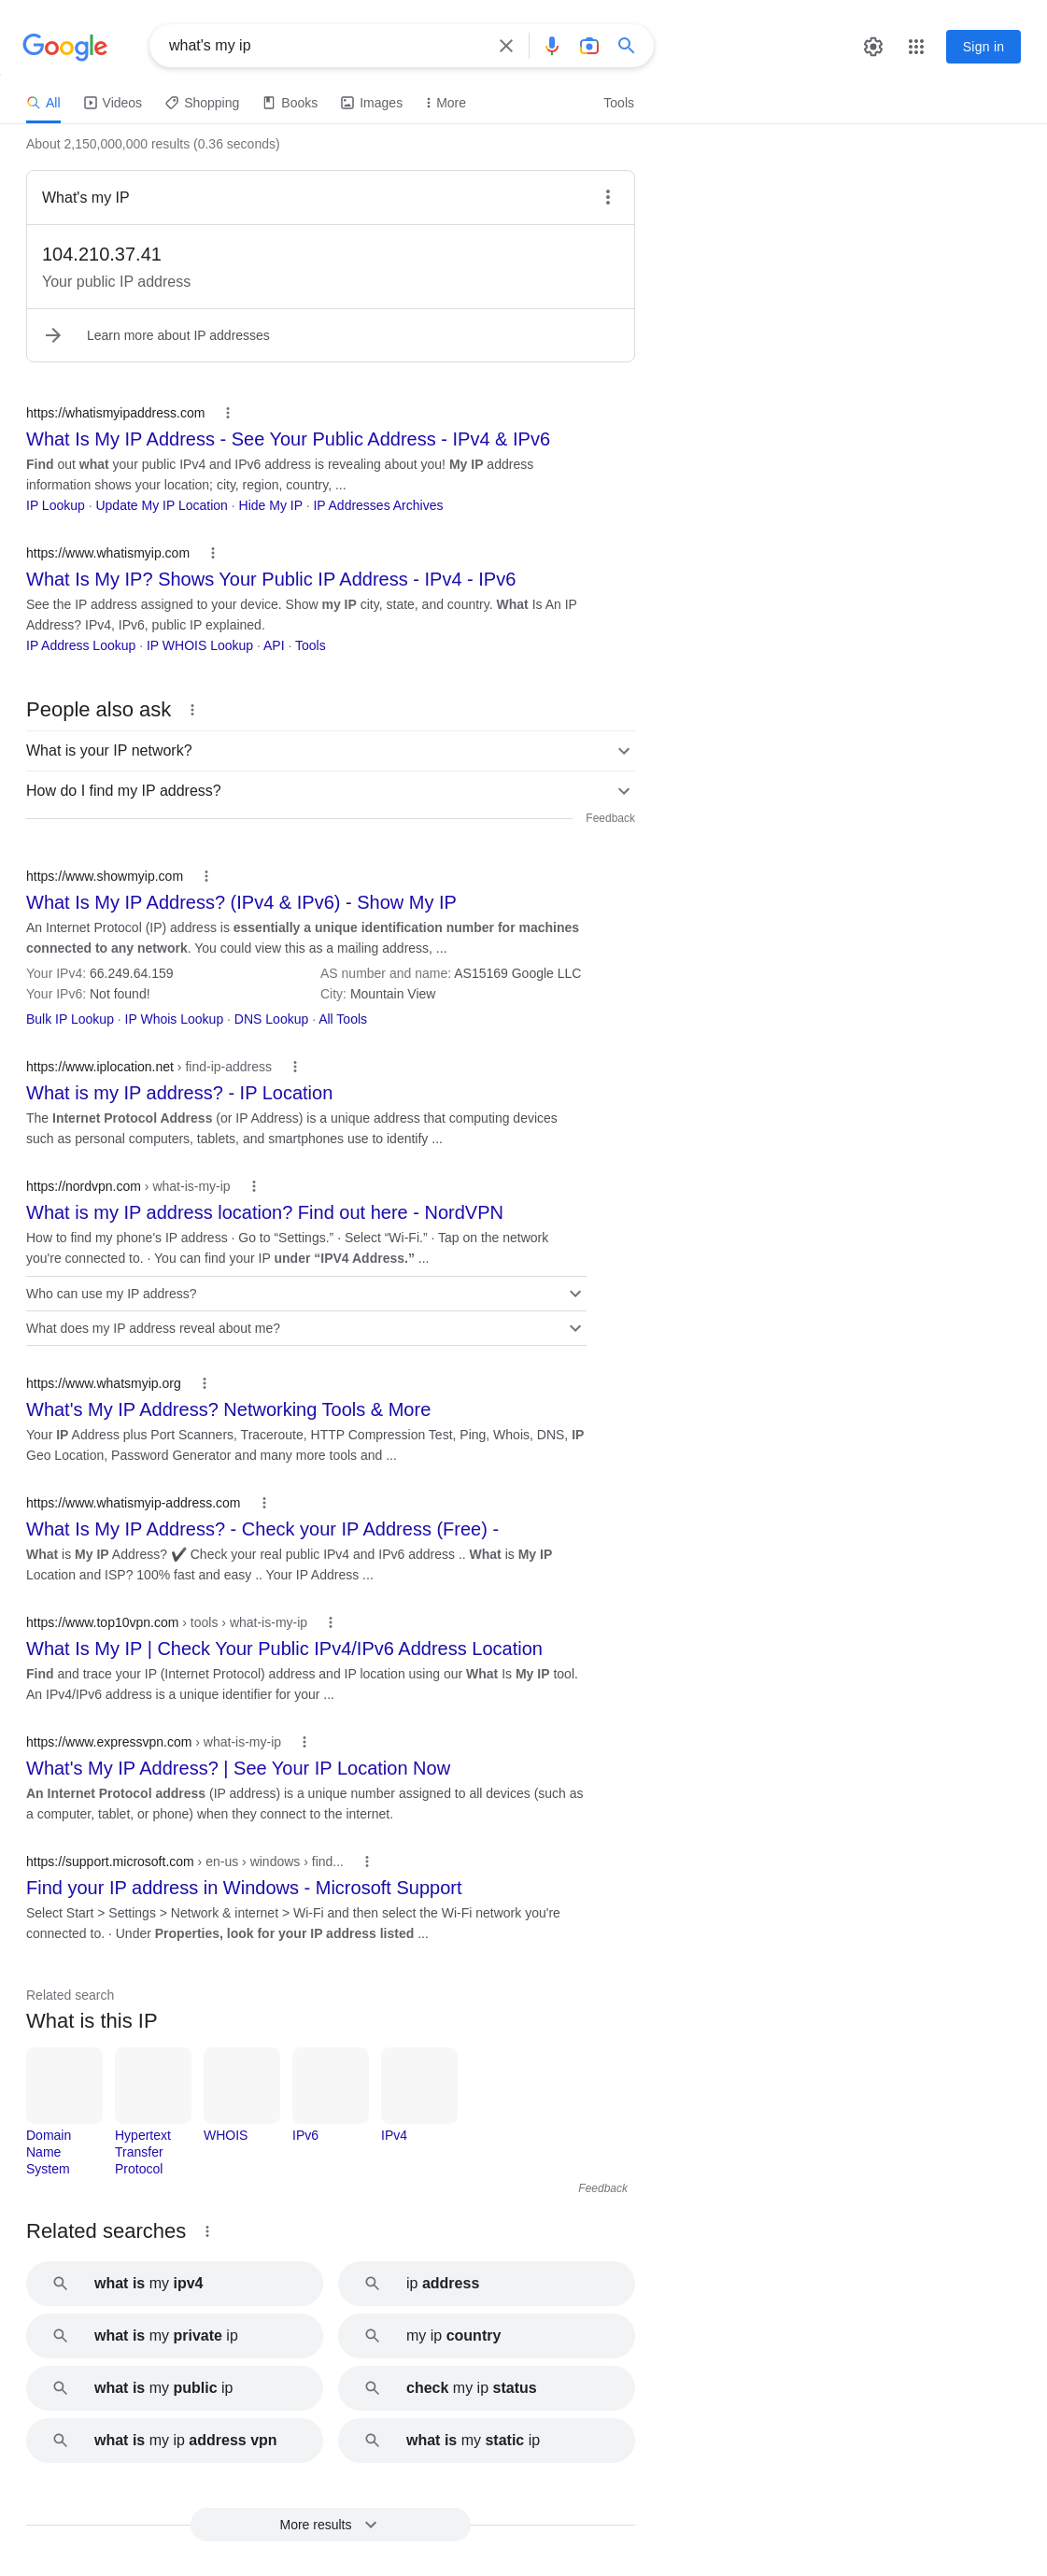 Google
what's my ip
Sign in
All
Videos
Shopping
Books
Images
More
Tools
About 2,150,000,000 results (0.36 seconds)
What's my IP
104.210.37.41
Your public IP address
Learn more about IP addresses
https://whatismyipaddress.com
What Is My IP Address - See Your Public Address - IPv4 & IPv6
Find out what your public IPv4 and IPv6 address is revealing about you! My IP address
information shows your location; city, region, country, ...
IP Lookup · Update My IP Location · Hide My IP · IP Addresses Archives
https://www.whatismyip.com
What Is My IP? Shows Your Public IP Address - IPv4 - IPv6
See the IP address assigned to your device. Show my IP city, state, and country. What Is An IP
Address? IPv4, IPv6, public IP explained.
IP Address Lookup · IP WHOIS Lookup · API · Tools
People also ask
What is your IP network?
How do I find my IP address?
Feedback
https://www.showmyip.com
What Is My IP Address? (IPv4 & IPv6) - Show My IP
An Internet Protocol (IP) address is essentially a unique identification number for machines
connected to any network. You could view this as a mailing address, ...
Your IPv4: 66.249.64.159
AS number and name: AS15169 Google LLC
Your IPv6: Not found!
City: Mountain View
Bulk IP Lookup · IP Whois Lookup · DNS Lookup · All Tools
https://www.iplocation.net › find-ip-address
What is my IP address? - IP Location
The Internet Protocol Address (or IP Address) is a unique address that computing devices
such as personal computers, tablets, and smartphones use to identify ...
https://nordvpn.com › what-is-my-ip
What is my IP address location? Find out here - NordVPN
How to find my phone's IP address · Go to “Settings.” · Select “Wi-Fi.” · Tap on the network
you're connected to. · You can find your IP under “IPV4 Address.” ...
Who can use my IP address?
What does my IP address reveal about me?
https://www.whatsmyip.org
What's My IP Address? Networking Tools & More
Your IP Address plus Port Scanners, Traceroute, HTTP Compression Test, Ping, Whois, DNS, IP
Geo Location, Password Generator and many more tools and ...
https://www.whatismyip-address.com
What Is My IP Address? - Check your IP Address (Free) -
What is My IP Address? ✔️ Check your real public IPv4 and IPv6 address .. What is My IP
Location and ISP? 100% fast and easy .. Your IP Address ...
https://www.top10vpn.com › tools › what-is-my-ip
What Is My IP | Check Your Public IPv4/IPv6 Address Location
Find and trace your IP (Internet Protocol) address and IP location using our What Is My IP tool.
An IPv4/IPv6 address is a unique identifier for your ...
https://www.expressvpn.com › what-is-my-ip
What's My IP Address? | See Your IP Location Now
An Internet Protocol address (IP address) is a unique number assigned to all devices (such as
a computer, tablet, or phone) when they connect to the internet.
https://support.microsoft.com › en-us › windows › find...
Find your IP address in Windows - Microsoft Support
Select Start > Settings > Network & internet > Wi-Fi and then select the Wi-Fi network you're
connected to. · Under Properties, look for your IP address listed ...
Related search
What is this IP
Domain
Name
System
Hypertext
Transfer
Protocol
WHOIS
IPv6
IPv4
Feedback
Related searches
what is my ipv4
ip address
what is my private ip
my ip country
what is my public ip
check my ip status
what is my ip address vpn
what is my static ip
More results